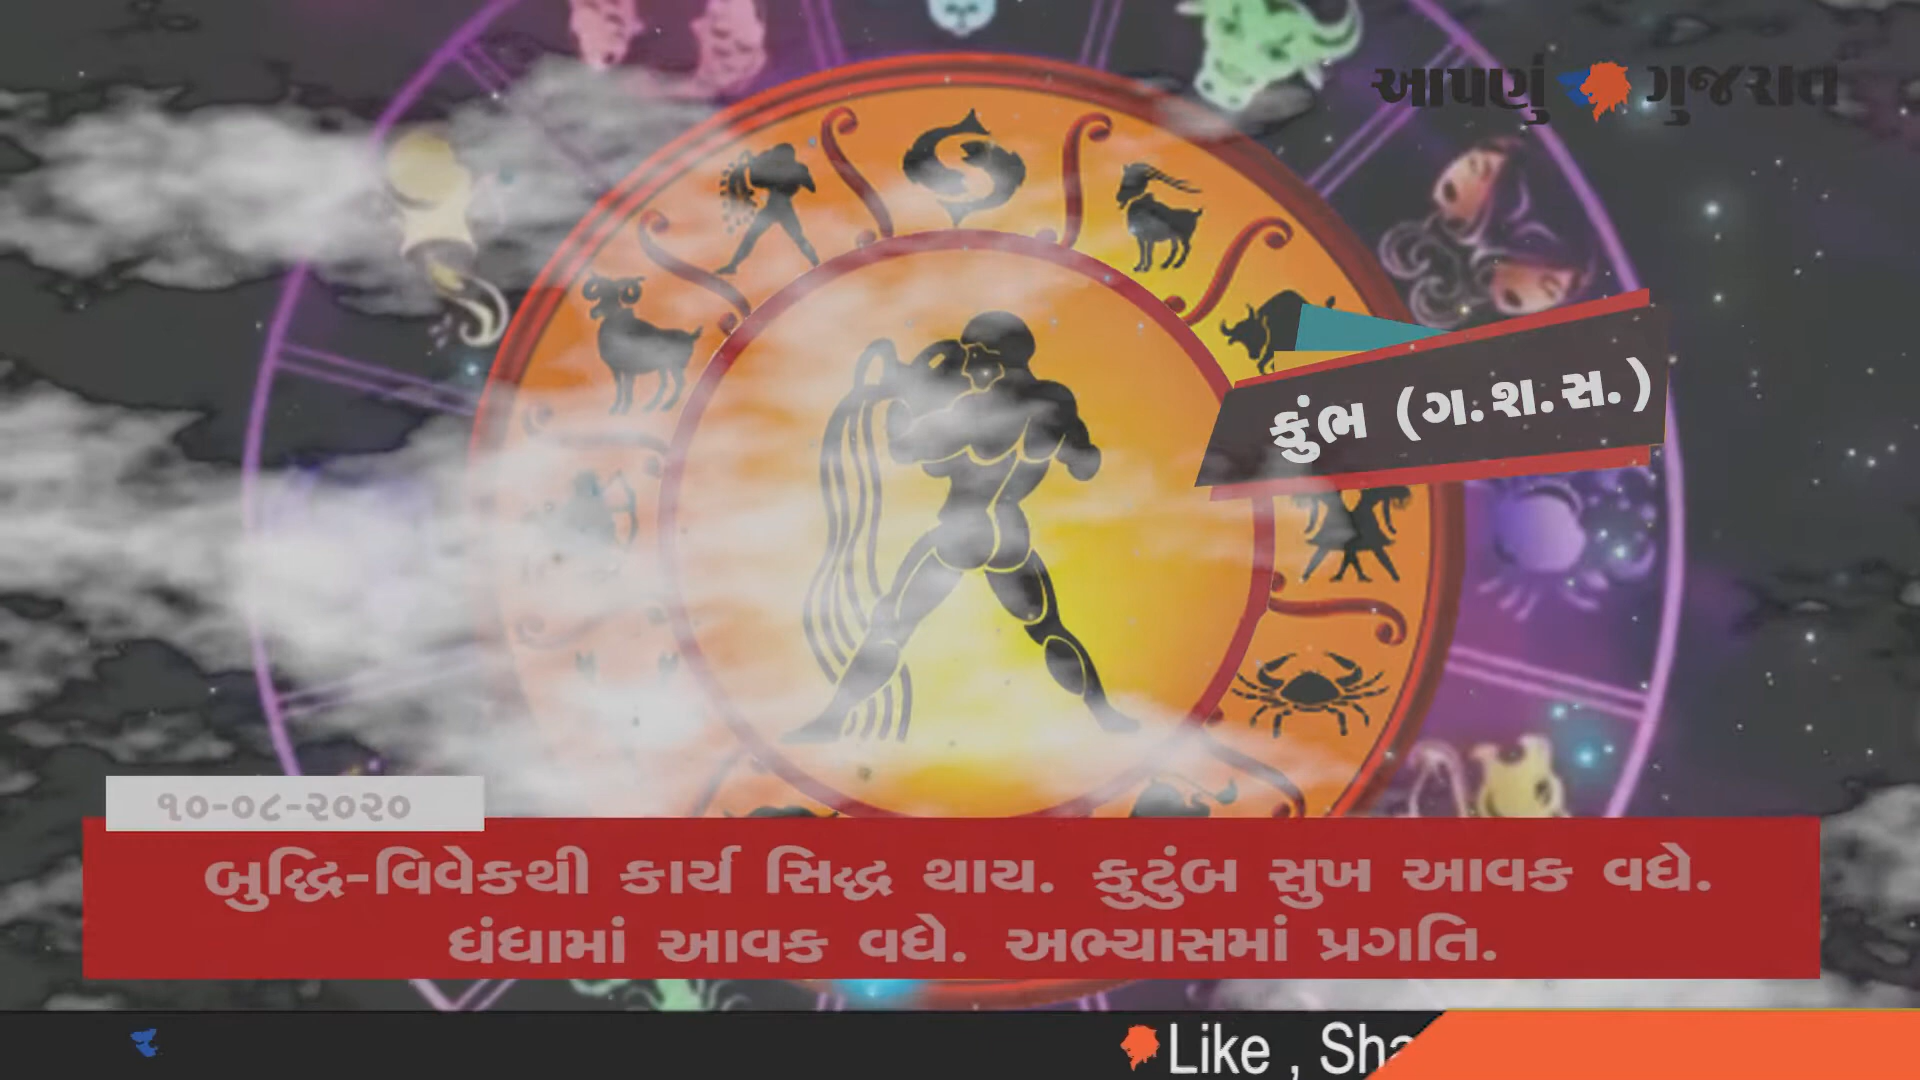 આપણું ગુજરાત
કુંભ (ગ.શ.સ.)
૧૦-૦૮-૨૦૨૦
બુદ્ધિ-વિવેકથી કાર્ય સિદ્ધ થાય. કુટુંબ સુખ આવક વધે.
ધંધામાં આવક વધે. અભ્યાસમાં પ્રગતિ.
Like , Sha